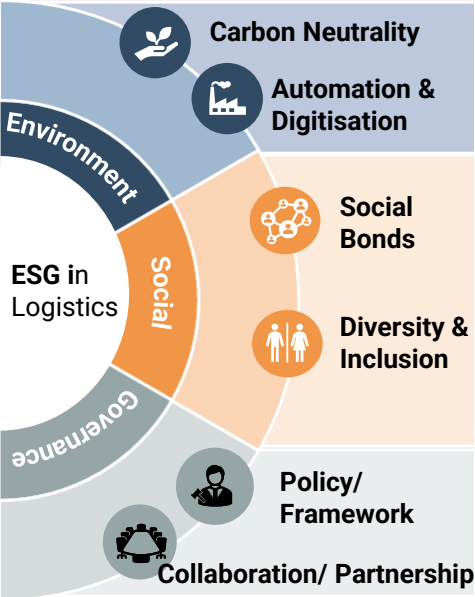 Carbon Neutrality
Automation &
Digitisation
Environment
Social
Bonds
ESG in
Logistics
Social
Diversity &
Inclusion
Governance
Policy/
Framework
Collaboration/ Partnership